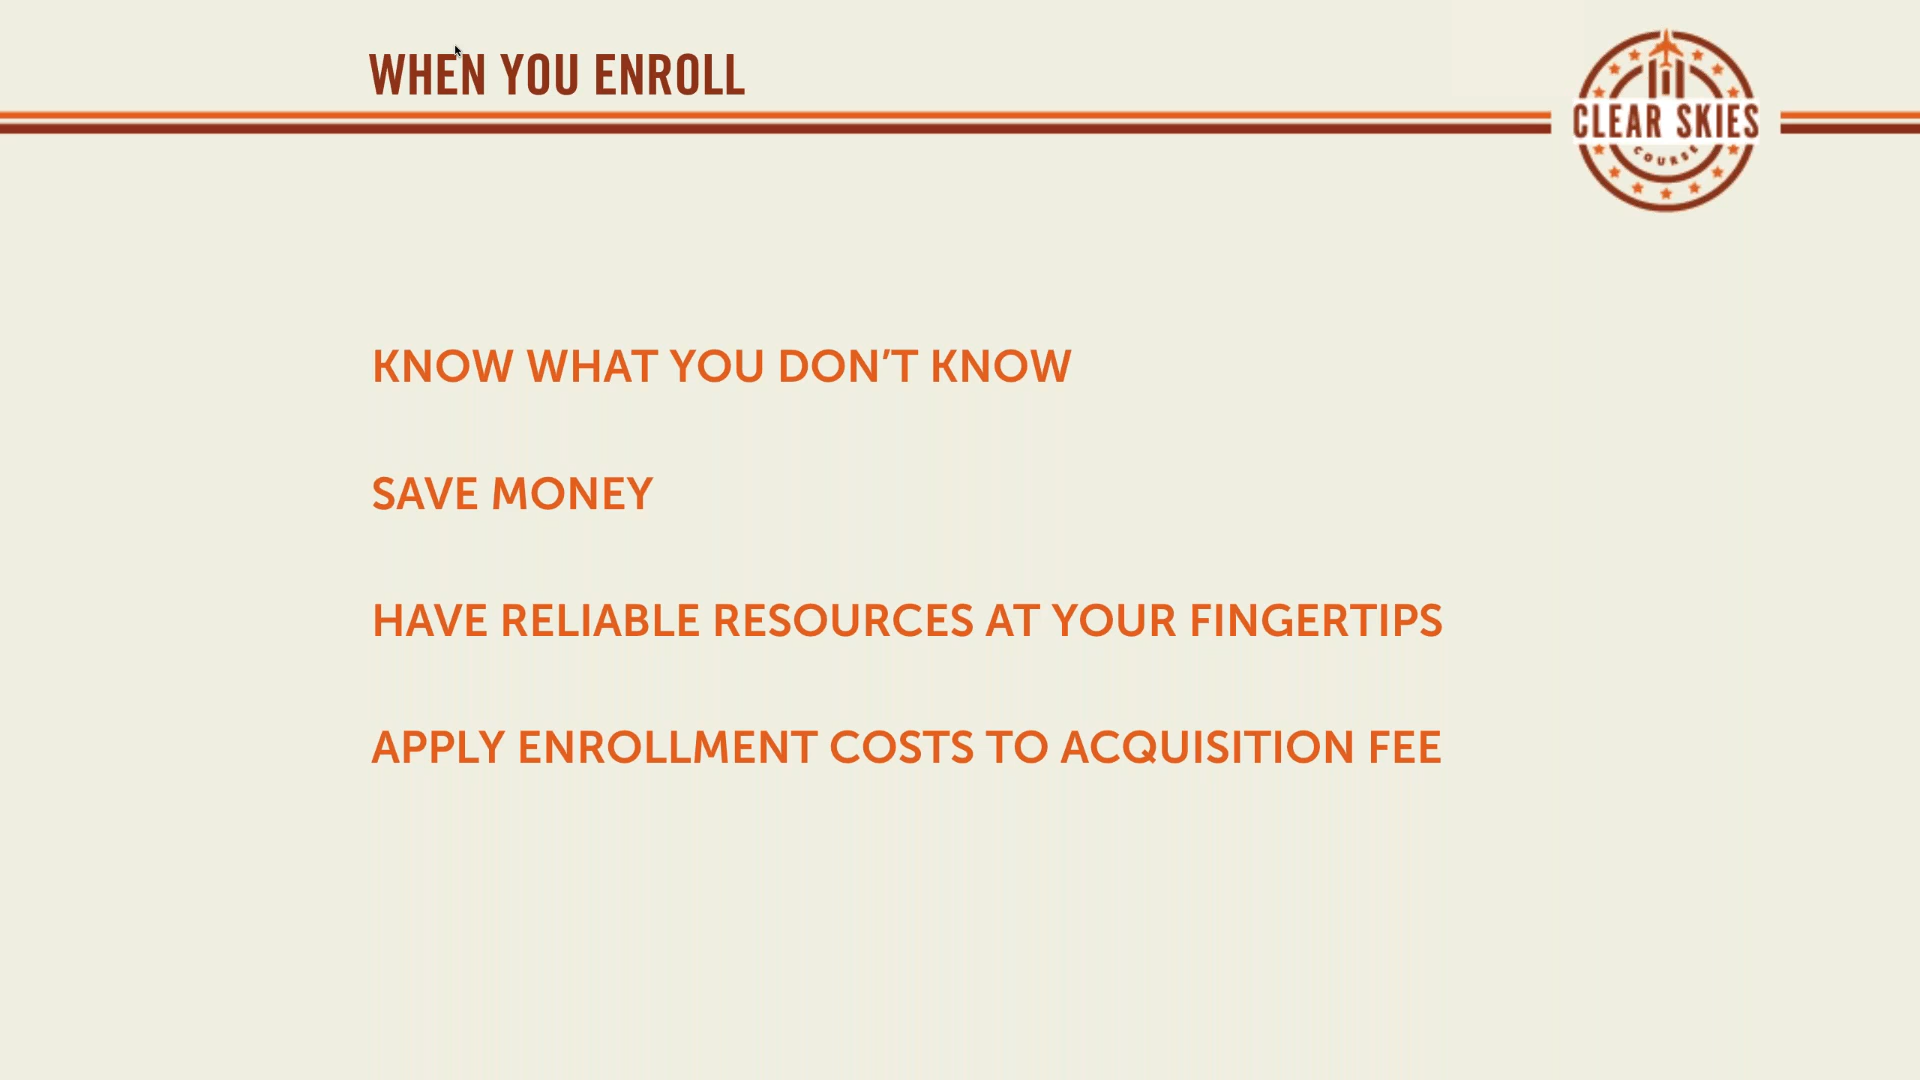 WHEN YOU ENROLL
CLEAR SKIES
COURSE
KNOW WHAT YOU DON’T KNOW
SAVE MONEY
HAVE RELIABLE RESOURCES AT YOUR FINGERTIPS
APPLY ENROLLMENT COSTS TO ACQUISITION FEE